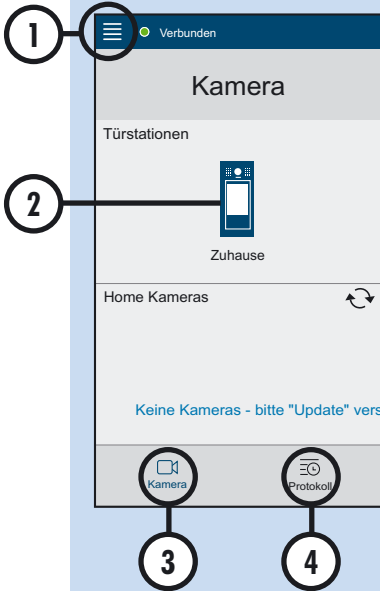 1
Verbunden
Kamera
Türstationen
2
Zuhause
Home Kameras
Keine Kameras - bitte "Update" vers
Kamera
Protokoll
3
4